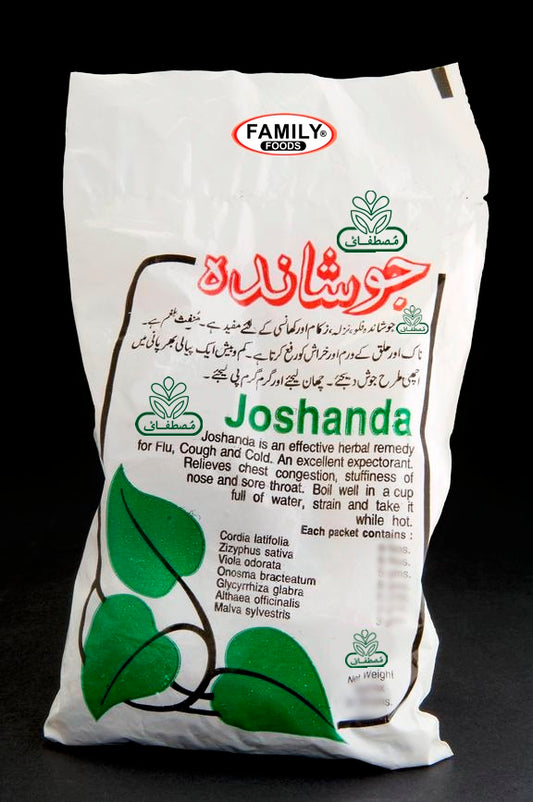 FAMILY®
FOODS
مصطفائی
جوشاندہ
مصطفائی
جوشاندہ فلو، نزلہ، زکام اور کھانسی کے لئے مفید ہے۔ مُنفِث بلغم ہے۔
ناک اور حلق کے ورم اور خراش کو رفع کرتا ہے۔ کم و بیش ایک پیالی بھر پانی میں
اچھی طرح جوش دیجئے۔ چھان لیجئے اور گرم گرم پی لیجئے۔
مصطفائی
Joshanda
Joshanda is an effective herbal remedy
for Flu, Cough and Cold. An excellent expectorant.
Relieves chest congestion, stuffiness of
nose and sore throat. Boil well in a cup
full of water, strain and take it
while hot.
Each packet contains :
Cordia latifolia
Zizyphus sativa
Viola odorata
Onosma bracteatum
Glycyrrhiza glabra
Althaea officinalis
Malva sylvestris
مصطفائی
Net Weight